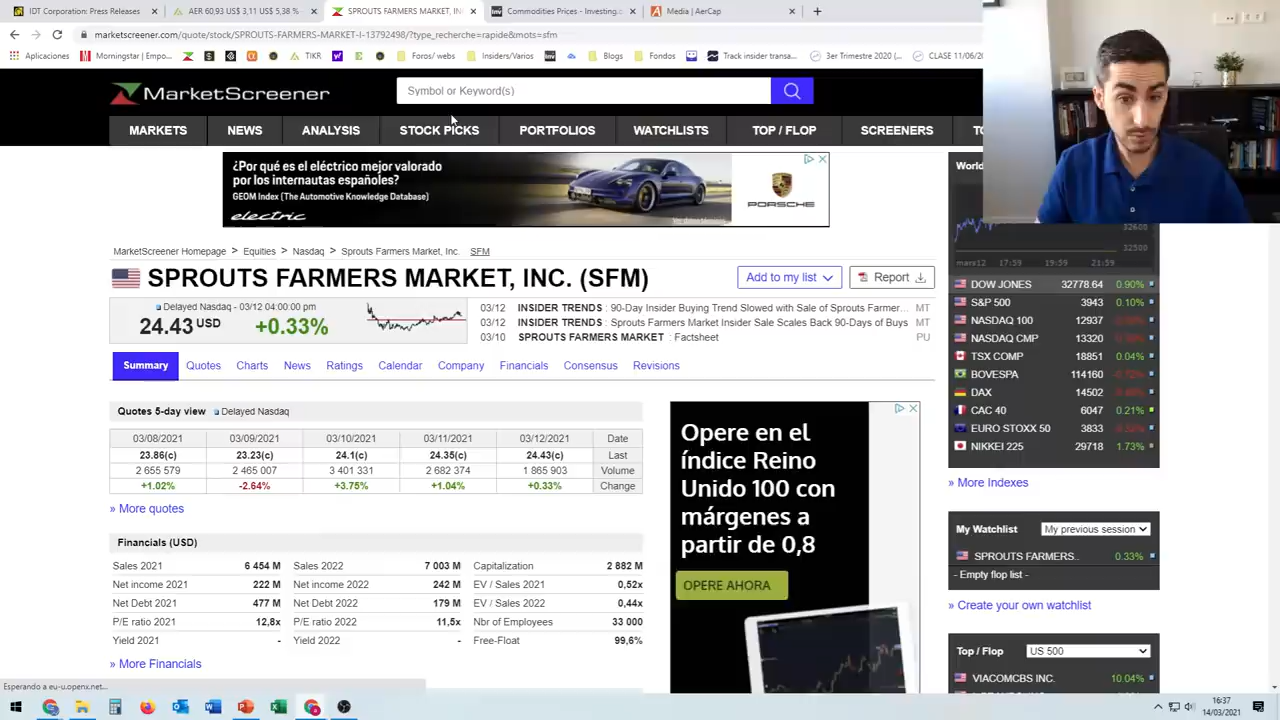 IDT Corporation: Press Releases
AER 60,93 US$ 3,11 US$ 5,38 %
SPROUTS FARMERS MARKET, IN
Commodities Prices - Investing.c
Media | AerCap
marketscreener.com/quote/stock/SPROUTS-FARMERS-MARKET-I-13792498/?type_recherche=rapide&mots=sfm
Aplicaciones
Morningstar | Empo...
TIKR
Foros/ webs
Insiders/Varios
Blogs
Fondos
Track insider transa...
3er Trimestre 2020 (...
CLASE 11/06/20
MarketScreener
Symbol or Keyword(s)
MARKETS
NEWS
ANALYSIS
STOCK PICKS
PORTFOLIOS
WATCHLISTS
TOP / FLOP
SCREENERS
¿Por qué es el eléctrico mejor valorado
por los internautas españoles?
GEOM Index (The Automotive Knowledge Database)
electric
Ver disclaimer
PORSCHE
World
MarketScreener Homepage > Equities > Nasdaq > Sprouts Farmers Market, Inc. SFM
SPROUTS FARMERS MARKET, INC. (SFM)
Add to my list
Report
Delayed Nasdaq - 03/12 04:00:00 pm
24.43 USD +0.33%
03/12 INSIDER TRENDS : 90-Day Insider Buying Trend Slowed with Sale of Sprouts Farmer... MT
03/12 INSIDER TRENDS : Sprouts Farmers Market Insider Sale Scales Back 90-Days of Buys MT
03/10 SPROUTS FARMERS MARKET : Factsheet PU
Summary Quotes Charts News Ratings Calendar Company Financials Consensus Revisions
Quotes 5-day view Delayed Nasdaq
03/08/2021 03/09/2021 03/10/2021 03/11/2021 03/12/2021 Date
23.86(c) 23.23(c) 24.1(c) 24.35(c) 24.43(c) Last
2 655 579 2 465 007 3 401 331 2 682 374 1 865 903 Volume
+1.02% -2.64% +3.75% +1.04% +0.33% Change
» More quotes
Financials (USD)
Sales 2021 6 454 M Sales 2022 7 003 M Capitalization 2 882 M
Net income 2021 222 M Net income 2022 242 M EV / Sales 2021 0,52x
Net Debt 2021 477 M Net Debt 2022 179 M EV / Sales 2022 0,44x
P/E ratio 2021 12,8x P/E ratio 2022 11,5x Nbr of Employees 33 000
Yield 2021 - Yield 2022 - Free-Float 99,6%
» More Financials
Opere en el
índice Reino
Unido 100 con
márgenes a
partir de 0,8
OPERE AHORA
32600
32500
mars12 17:59 19:59 21:59
DOW JONES 32778.64 0.90%
S&P 500 3943 0.10%
NASDAQ 100 12937
NASDAQ CMP 13320
TSX COMP 18851 0.04%
BOVESPA 114160
DAX 14502
CAC 40 6047 0.21%
EURO STOXX 50 3833
NIKKEI 225 29718 1.73%
» More Indexes
My Watchlist My previous session
SPROUTS FARMERS.. 0.33%
- Empty flop list -
» Create your own watchlist
Top / Flop US 500
VIACOMCBS INC. 10.04%
Esperando a eu-u.openx.net...
16:37
14/03/2021